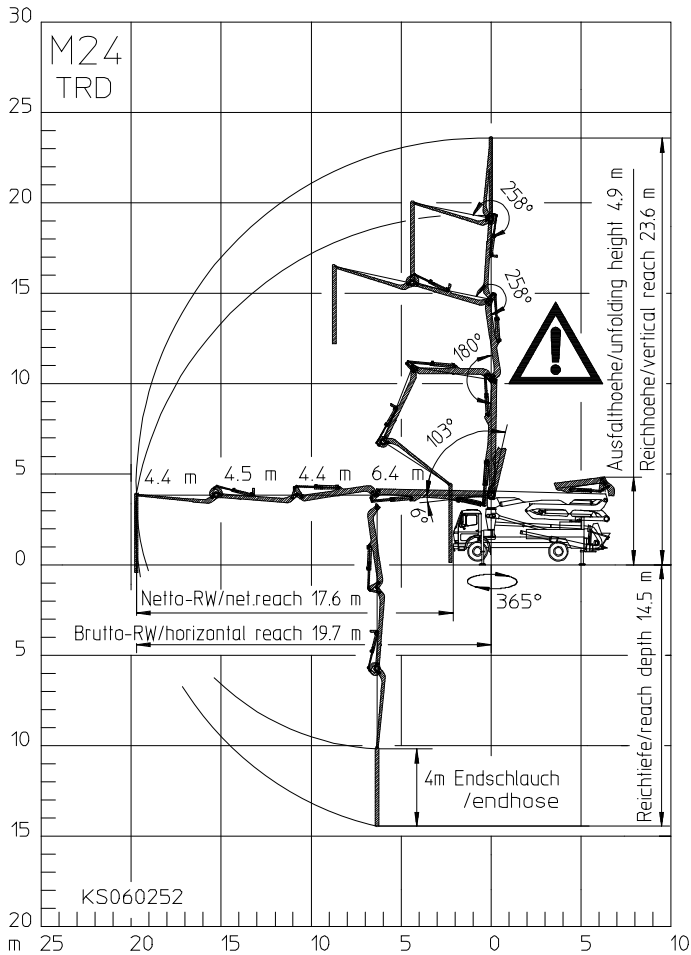 30
M24
TRD
25
20
258°
15
258°
180°
10
103°
4.4 m 4.5 m 4.4 m 6.4 m
5
6°
Ausfalthoehe/unfolding height 4.9 m
Reichhoehe/vertical reach 23.6 m
0
Netto-RW/net.reach 17.6 m
365°
Brutto-RW/horizontal reach 19.7 m
5
Reichtiefe/reach depth 14.5 m
10
4m Endschlauch
/endhose
15
KS060252
20
m 25 20 15 10 5 0 5 10